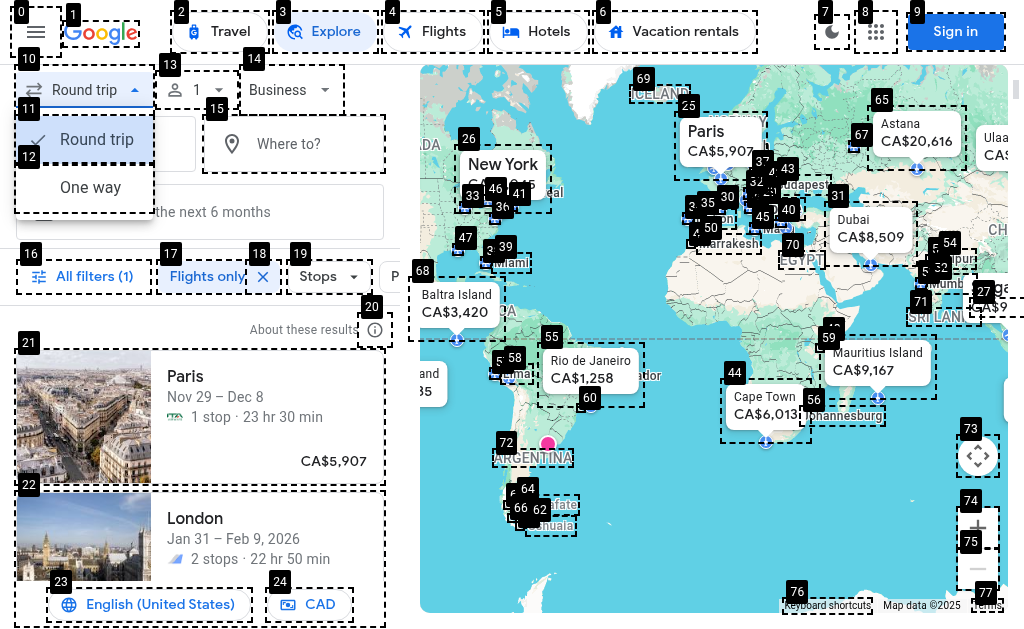 Google
Travel
Explore
Flights
Hotels
Vacation rentals
Sign in
Round trip
1
Business
Round trip
One way
Where to?
the next 6 months
All filters (1)
Flights only
Stops
P
About these results
Paris
Nov 29 – Dec 8
1 stop · 23 hr 30 min
CA$5,907
London
Jan 31 – Feb 9, 2026
2 stops · 22 hr 50 min
English (United States)
CAD
ICELAND
Paris
CA$5,907
Astana
CA$20,616
New York
Dubai
CA$8,509
EGYPT
Baltra Island
CA$3,420
Rio de Janeiro
CA$1,258
Mauritius Island
CA$9,167
Cape Town
CA$6,013
Johannesburg
ARGENTINA
SRI LANKA
Keyboard shortcuts
Map data ©2025
Terms
0
1
2
3
4
5
6
7
8
9
10
11
12
13
14
15
16
17
18
19
20
21
22
23
24
25
26
27
30
31
32
33
35
36
37
39
40
41
43
44
45
46
47
50
52
54
55
56
58
59
60
62
64
65
66
67
68
69
70
71
72
73
74
75
76
77